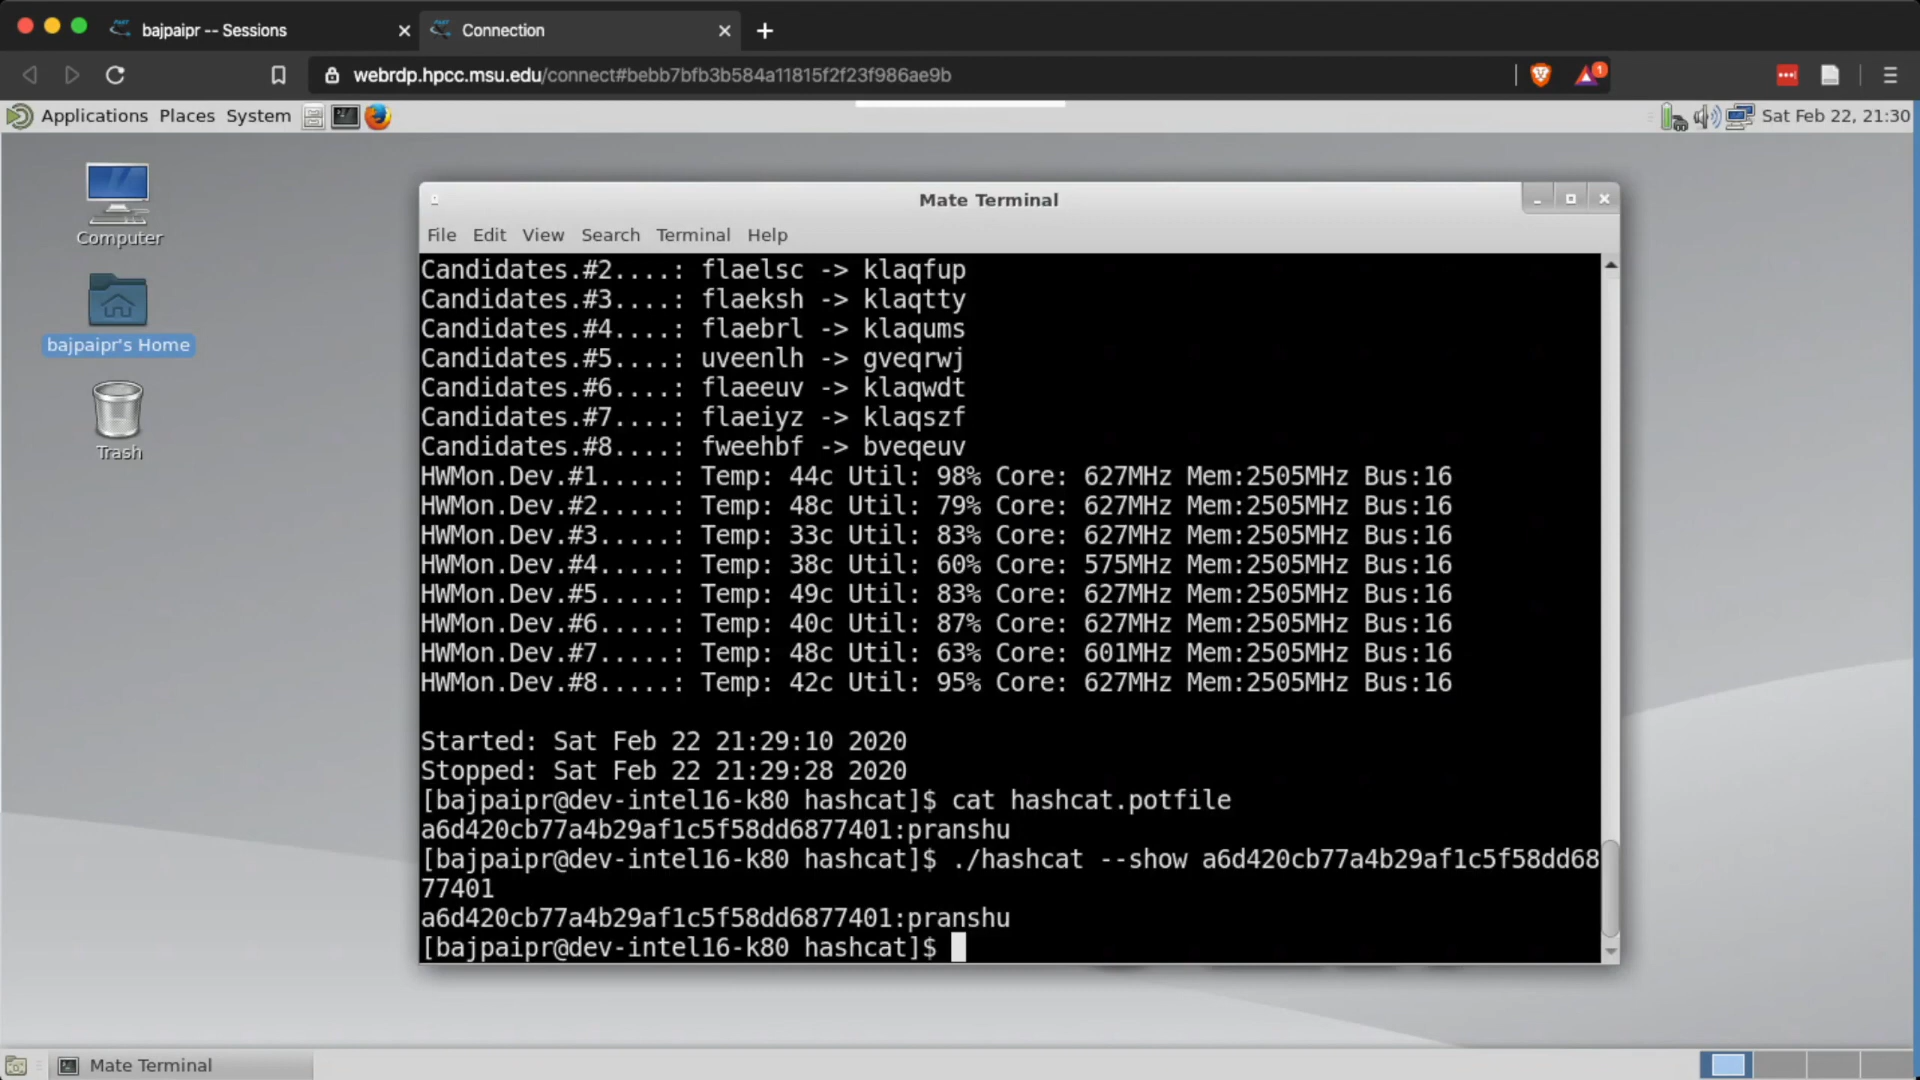 bajpaipr -- Sessions
Connection
webrdp.hpcc.msu.edu/connect#bebb7bfb3b584a11815f2f23f986ae9b
1
Applications Places System
Sat Feb 22, 21:30
Computer
bajpaipr's Home
Trash
Mate Terminal
File Edit View Search Terminal Help
Candidates.#2....: flaelsc -> klaqfup
Candidates.#3....: flaeksh -> klaqtty
Candidates.#4....: flaebrl -> klaqums
Candidates.#5....: uveenlh -> gveqrwj
Candidates.#6....: flaeeuv -> klaqwdt
Candidates.#7....: flaeiyz -> klaqszf
Candidates.#8....: fweehbf -> bveqeuv
HWMon.Dev.#1.....: Temp: 44c Util: 98% Core: 627MHz Mem:2505MHz Bus:16
HWMon.Dev.#2.....: Temp: 48c Util: 79% Core: 627MHz Mem:2505MHz Bus:16
HWMon.Dev.#3.....: Temp: 33c Util: 83% Core: 627MHz Mem:2505MHz Bus:16
HWMon.Dev.#4.....: Temp: 38c Util: 60% Core: 575MHz Mem:2505MHz Bus:16
HWMon.Dev.#5.....: Temp: 49c Util: 83% Core: 627MHz Mem:2505MHz Bus:16
HWMon.Dev.#6.....: Temp: 40c Util: 87% Core: 627MHz Mem:2505MHz Bus:16
HWMon.Dev.#7.....: Temp: 48c Util: 63% Core: 601MHz Mem:2505MHz Bus:16
HWMon.Dev.#8.....: Temp: 42c Util: 95% Core: 627MHz Mem:2505MHz Bus:16
Started: Sat Feb 22 21:29:10 2020
Stopped: Sat Feb 22 21:29:28 2020
[bajpaipr@dev-intel16-k80 hashcat]$ cat hashcat.potfile
a6d420cb77a4b29af1c5f58dd6877401:pranshu
[bajpaipr@dev-intel16-k80 hashcat]$ ./hashcat --show a6d420cb77a4b29af1c5f58dd68
77401
a6d420cb77a4b29af1c5f58dd6877401:pranshu
[bajpaipr@dev-intel16-k80 hashcat]$
Mate Terminal